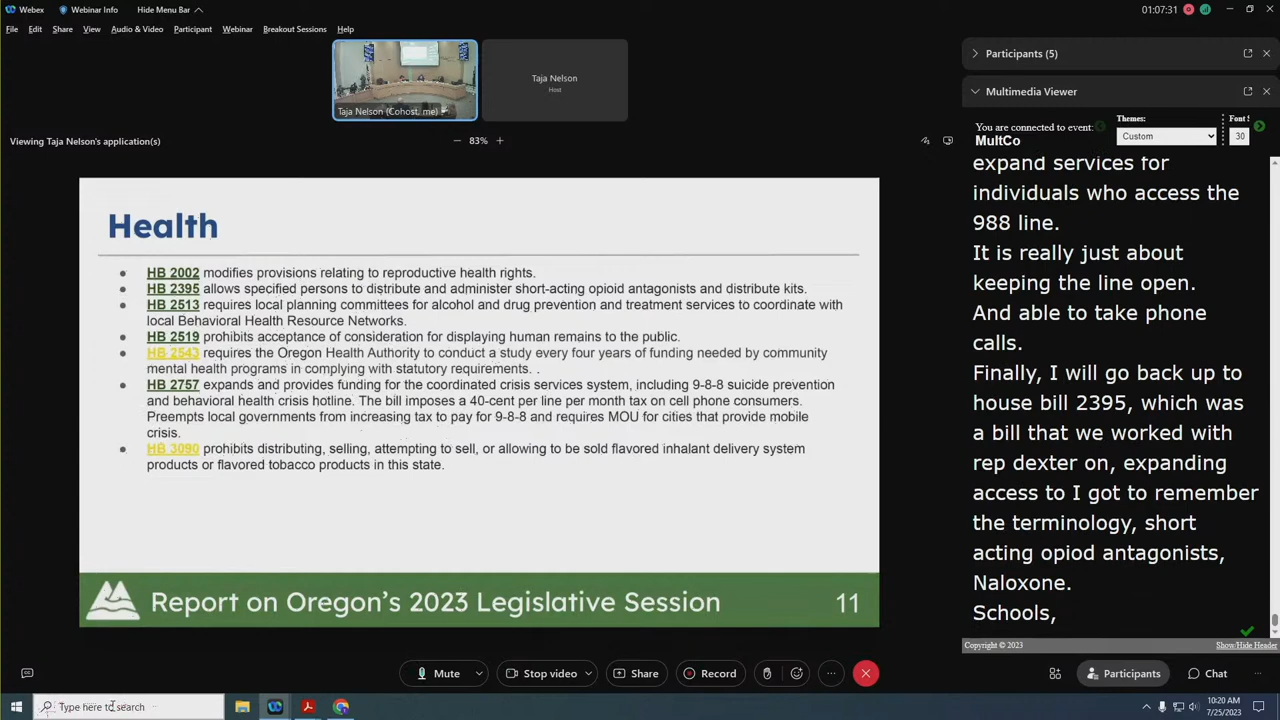 Webex
Webinar Info
Hide Menu Bar
01:07:31
File Edit Share View Audio & Video Participant Webinar Breakout Sessions Help
Taja Nelson (Cohost, me)
Taja Nelson
Host
Participants (5)
Multimedia Viewer
Viewing Taja Nelson's application(s)
83%
You are connected to event:
MultCo
Themes:
Custom
Font S
30
Health
• HB 2002 modifies provisions relating to reproductive health rights.
• HB 2395 allows specified persons to distribute and administer short-acting opioid antagonists and distribute kits.
• HB 2513 requires local planning committees for alcohol and drug prevention and treatment services to coordinate with
local Behavioral Health Resource Networks.
• HB 2519 prohibits acceptance of consideration for displaying human remains to the public.
• HB 2543 requires the Oregon Health Authority to conduct a study every four years of funding needed by community
mental health programs in complying with statutory requirements. .
• HB 2757 expands and provides funding for the coordinated crisis services system, including 9-8-8 suicide prevention
and behavioral health crisis hotline. The bill imposes a 40-cent per line per month tax on cell phone consumers.
Preempts local governments from increasing tax to pay for 9-8-8 and requires MOU for cities that provide mobile
crisis.
• HB 3090 prohibits distributing, selling, attempting to sell, or allowing to be sold flavored inhalant delivery system
products or flavored tobacco products in this state.
Report on Oregon's 2023 Legislative Session 11
expand services for
individuals who access the
988 line.
It is really just about
keeping the line open.
And able to take phone
calls.
Finally, I will go back up to
house bill 2395, which was
a bill that we worked with
rep dexter on, expanding
access to I got to remember
the terminology, short
acting opiod antagonists,
Naloxone.
Schools,
Copyright © 2023
Show/Hide Header
Mute
Stop video
Share
Record
Participants
Chat
Type here to search
10:20 AM
7/25/2023